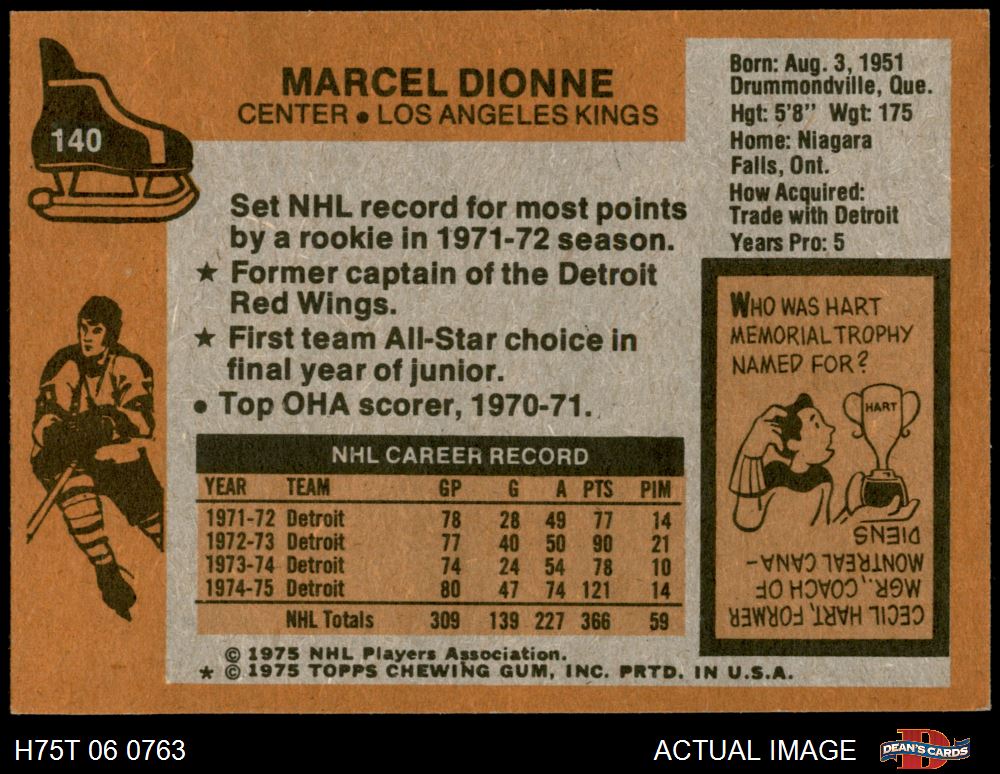 140
MARCEL DIONNE
CENTER • LOS ANGELES KINGS
Born: Aug. 3, 1951
Drummondville, Que.
Hgt: 5'8" Wgt: 175
Home: Niagara
Falls, Ont.
How Acquired:
Trade with Detroit
Years Pro: 5
Set NHL record for most points
by a rookie in 1971-72 season.
★ Former captain of the Detroit
Red Wings.
★ First team All-Star choice in
final year of junior.
• Top OHA scorer, 1970-71.
NHL CAREER RECORD
YEAR TEAM GP G A PTS PIM
1971-72 Detroit 78 28 49 77 14
1972-73 Detroit 77 40 50 90 21
1973-74 Detroit 74 24 54 78 10
1974-75 Detroit 80 47 74 121 14
NHL Totals 309 139 227 366 59
© 1975 NHL Players Association.
* © 1975 TOPPS CHEWING GUM, INC. PRTD. IN U.S.A.
WHO WAS HART
MEMORIAL TROPHY
NAMED FOR?
HART
CECIL HART, FORMER
MGR., COACH OF
MONTREAL CANA-
DIENS
H75T 06 0763
ACTUAL IMAGE
DEAN'S CARDS